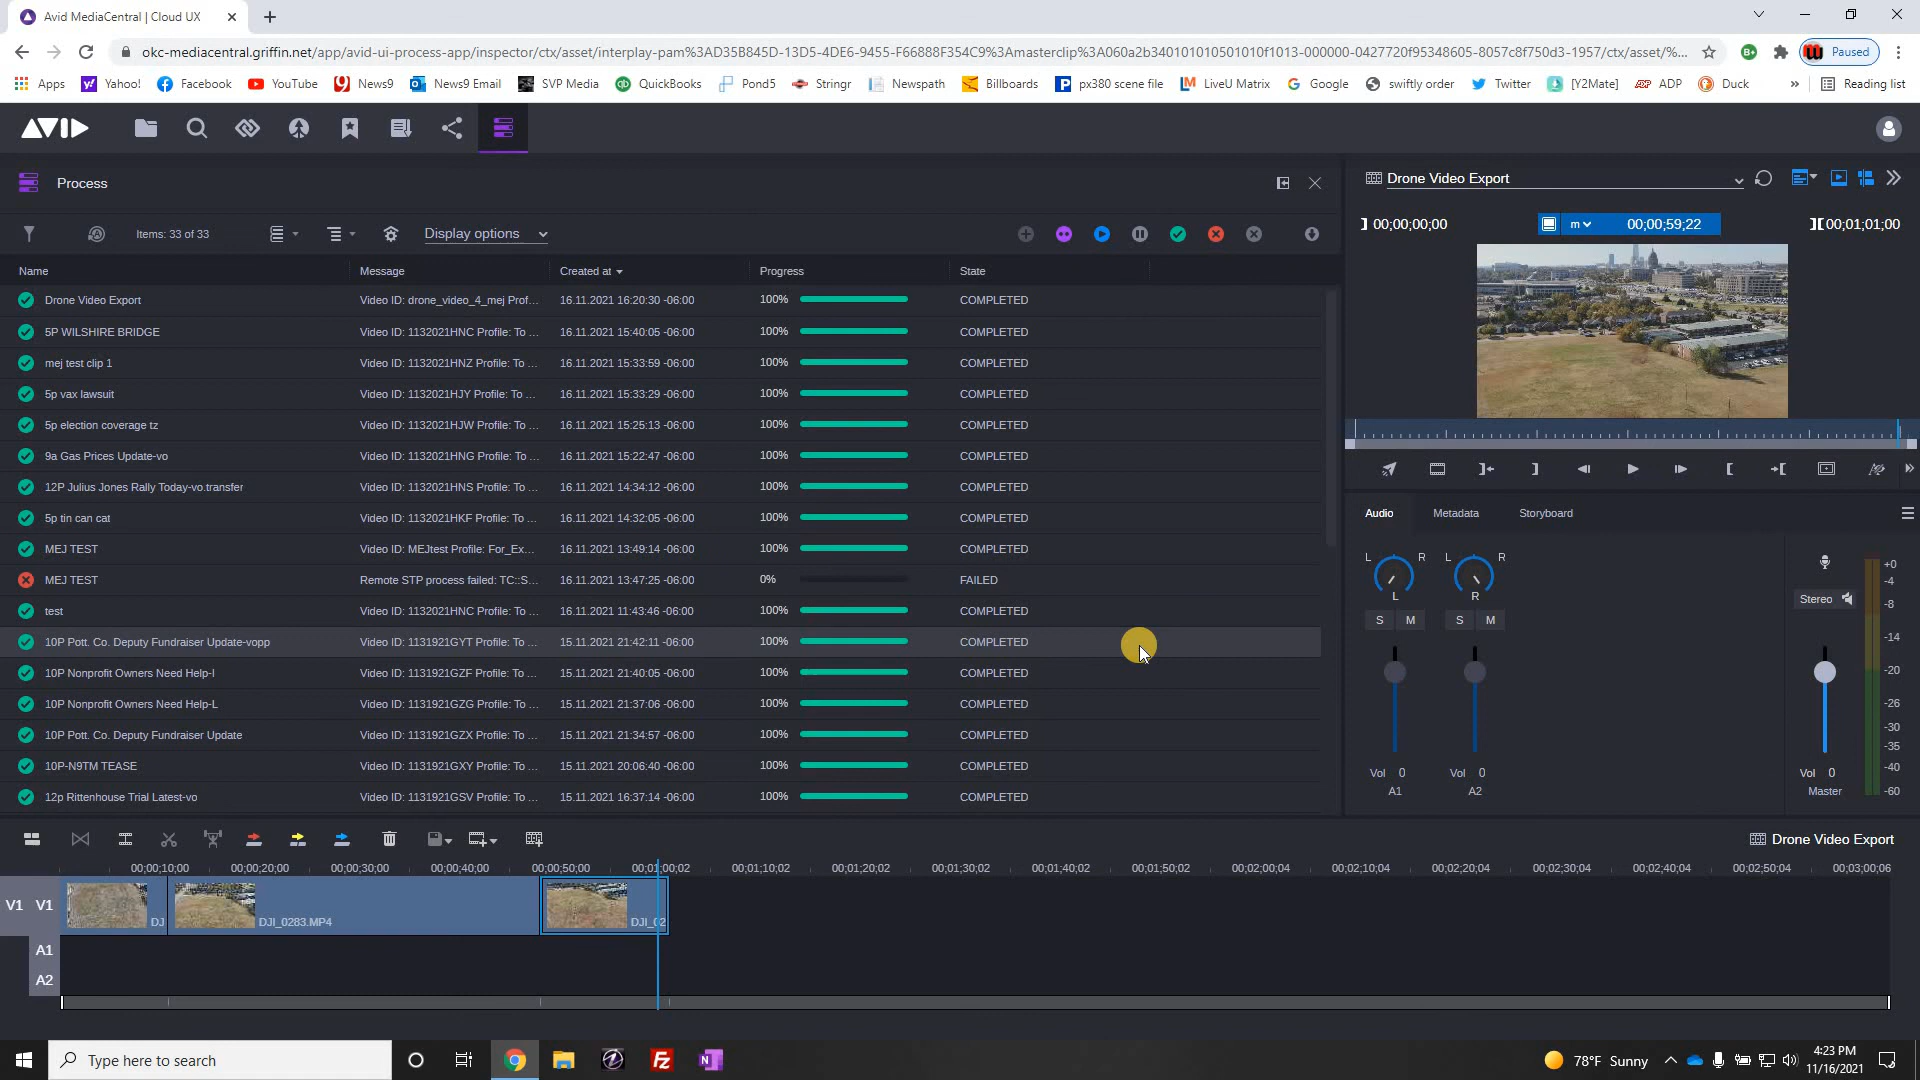 Avid MediaCentral | Cloud UX
okc-mediacentral.griffin.net/app/avid-ui-process-app/inspector/ctx/asset/interplay-pam%3AD35B845D-13D5-4DE6-9455-F66888F354C9%3Amasterclip%3A060a2b340101010501010f1013-000000-0427720f95348605-8057c8f750d3-1957/ctx/asset/%...
Paused
Apps Yahoo! Facebook YouTube News9 News9 Email SVP Media QuickBooks Pond5 Stringr Newspath Billboards px380 scene file LiveU Matrix Google swiftly order Twitter [Y2Mate] ADP Duck » Reading list
AVID
Process
Drone Video Export
00;00;00;00 m 00;00;59;22 00;01;01;00
Items: 33 of 33 Display options
Name Message Created at Progress State
Drone Video Export Video ID: drone_video_4_mej Prof... 16.11.2021 16:20:30 -06:00 100% COMPLETED
5P WILSHIRE BRIDGE Video ID: 1132021HNC Profile: To ... 16.11.2021 15:40:05 -06:00 100% COMPLETED
mej test clip 1 Video ID: 1132021HNZ Profile: To ... 16.11.2021 15:33:59 -06:00 100% COMPLETED
5p vax lawsuit Video ID: 1132021HJY Profile: To ... 16.11.2021 15:33:29 -06:00 100% COMPLETED
5p election coverage tz Video ID: 1132021HJW Profile: To ... 16.11.2021 15:25:13 -06:00 100% COMPLETED
9a Gas Prices Update-vo Video ID: 1132021HNG Profile: To ... 16.11.2021 15:22:47 -06:00 100% COMPLETED
12P Julius Jones Rally Today-vo.transfer Video ID: 1132021HNS Profile: To ... 16.11.2021 14:34:12 -06:00 100% COMPLETED
5p tin can cat Video ID: 1132021HKF Profile: To ... 16.11.2021 14:32:05 -06:00 100% COMPLETED
MEJ TEST Video ID: MEJtest Profile: For_Ex... 16.11.2021 13:49:14 -06:00 100% COMPLETED
MEJ TEST Remote STP process failed: TC::S... 16.11.2021 13:47:25 -06:00 0% FAILED
test Video ID: 1132021HNC Profile: To ... 16.11.2021 11:43:46 -06:00 100% COMPLETED
10P Pott. Co. Deputy Fundraiser Update-vopp Video ID: 1131921GYT Profile: To ... 15.11.2021 21:42:11 -06:00 100% COMPLETED
10P Nonprofit Owners Need Help-I Video ID: 1131921GZF Profile: To ... 15.11.2021 21:40:05 -06:00 100% COMPLETED
10P Nonprofit Owners Need Help-L Video ID: 1131921GZG Profile: To ... 15.11.2021 21:37:06 -06:00 100% COMPLETED
10P Pott. Co. Deputy Fundraiser Update Video ID: 1131921GZX Profile: To ... 15.11.2021 21:34:57 -06:00 100% COMPLETED
10P-N9TM TEASE Video ID: 1131921GXY Profile: To ... 15.11.2021 20:06:40 -06:00 100% COMPLETED
12p Rittenhouse Trial Latest-vo Video ID: 1131921GSV Profile: To ... 15.11.2021 16:37:14 -06:00 100% COMPLETED
Audio Metadata Storyboard
L R L R
L R
S M S M
Stereo
+0
-4
-8
-14
-20
-26
-30
-35
-40
-60
Vol 0 Vol 0 Vol 0
A1 A2 Master
Drone Video Export
00;00;10;00 00;00;20;00 00;00;30;00 00;00;40;00 00;00;50;00 00;01;00;02 00;01;10;02 00;01;20;02 00;01;30;02 00;01;40;02 00;01;50;02 00;02;00;04 00;02;10;04 00;02;20;04 00;02;30;04 00;02;40;04 00;02;50;04 00;03;00;06
V1 V1 DJ DJI_0283.MP4 DJI_02
A1
A2
Type here to search
78°F Sunny
4:23 PM
11/16/2021